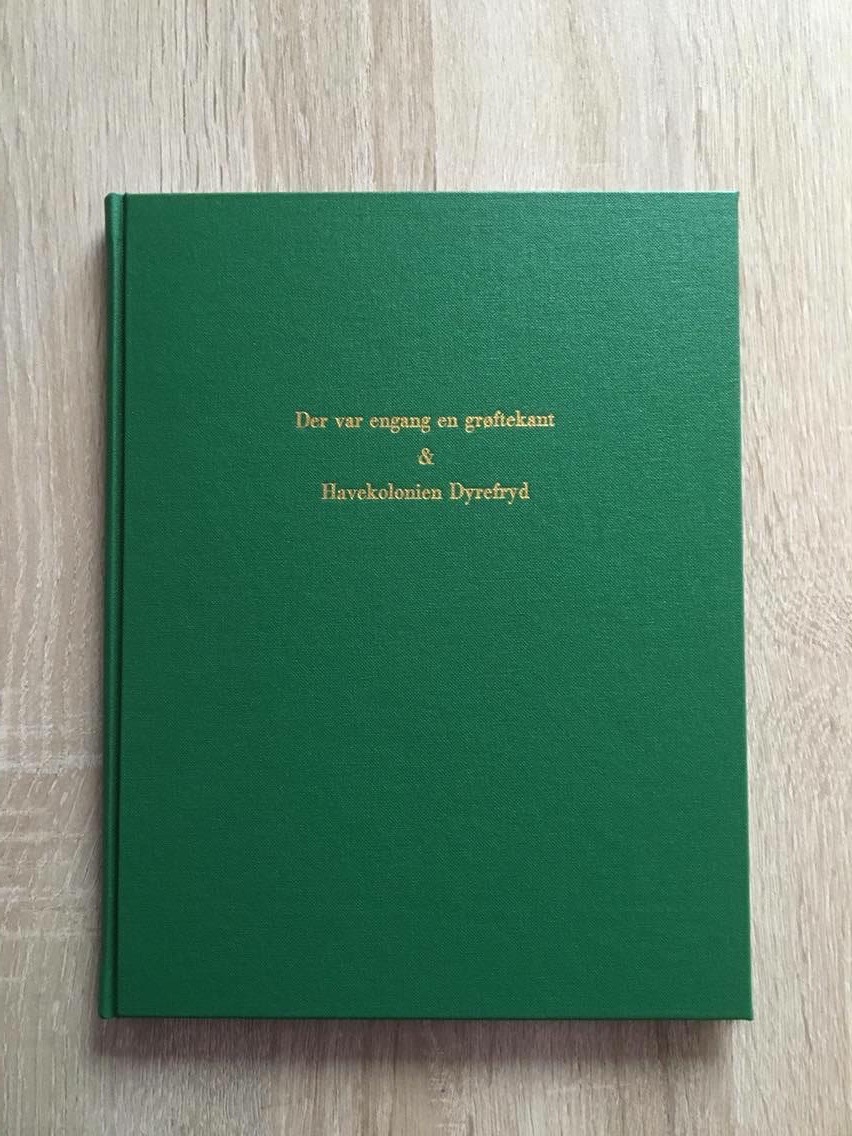 Der var engang en grøftekant
&
Havekolonien Dyrefryd